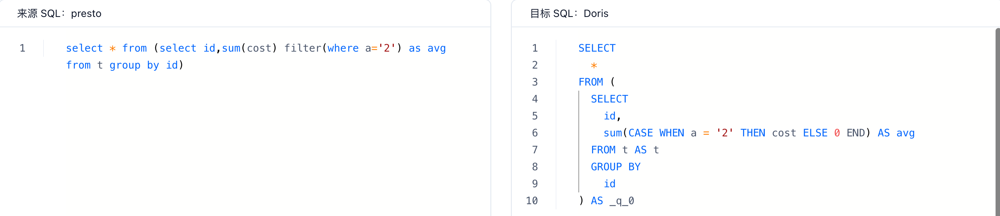 来源 SQL：presto
1 select * from (select id,sum(cost) filter(where a='2') as avg
from t group by id)
目标 SQL：Doris
1 SELECT
2 *
3 FROM (
4 SELECT
5 id,
6 sum(CASE WHEN a = '2' THEN cost ELSE 0 END) AS avg
7 FROM t AS t
8 GROUP BY
9 id
10 ) AS _q_0